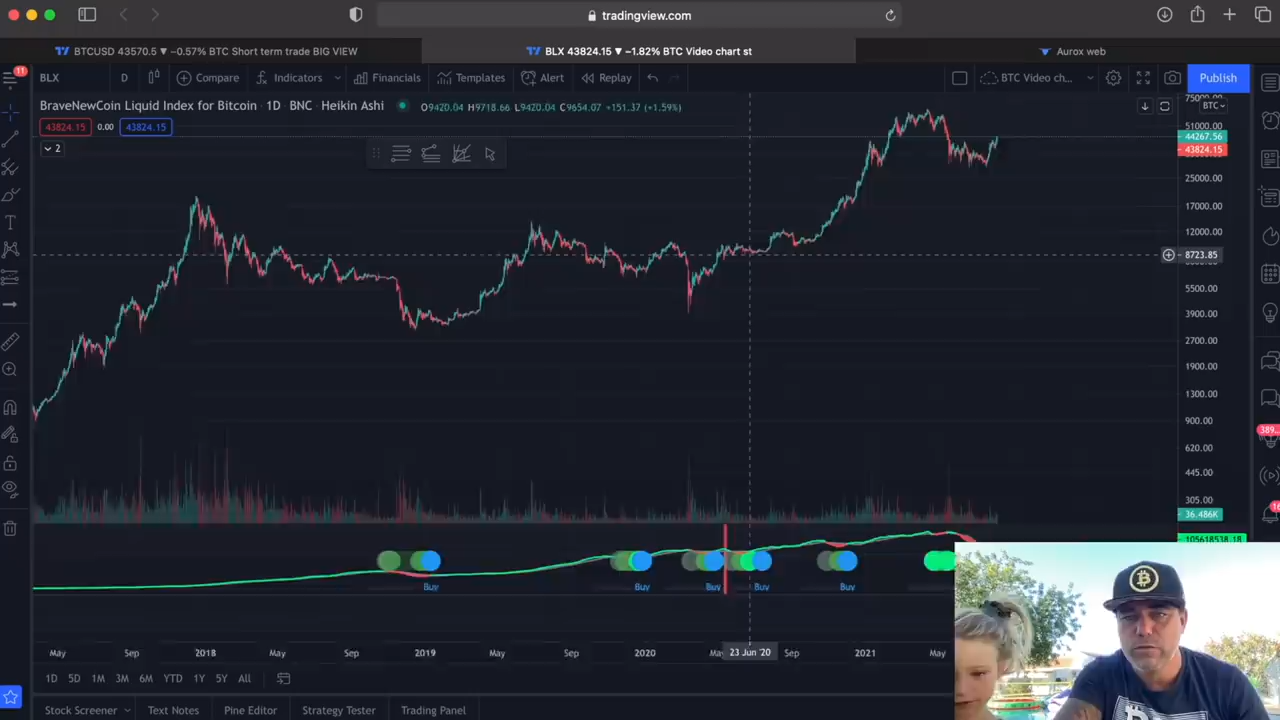 tradingview.com
BTCUSD 43570.5 ▼ −0.57% BTC Short term trade BIG VIEW
BLX 43824.15 ▼ −1.82% BTC Video chart st
Aurox web
11
BLX
D
Compare
Indicators
Financials
Templates
Alert
Replay
BTC Video ch...
Publish
BraveNewCoin Liquid Index for Bitcoin · 1D · BNC · Heikin Ashi
O9420.04 H9718.66 L9420.04 C9654.07 +151.37 (+1.59%)
BTC
43824.15
0.00
43824.15
2
75000.00
51000.00
44267.56
43824.15
25000.00
17000.00
12000.00
8723.85
5500.00
3900.00
2700.00
1900.00
1300.00
900.00
620.00
445.00
305.00
36.486K
105618538.18
389...
16
Buy
Buy
Buy
Buy
Buy
May
Sep
2018
May
Sep
2019
May
Sep
2020
23 Jun '20
Sep
2021
May
1D
5D
1M
3M
6M
YTD
1Y
5Y
All
Stock Screener
Text Notes
Pine Editor
Trading Panel